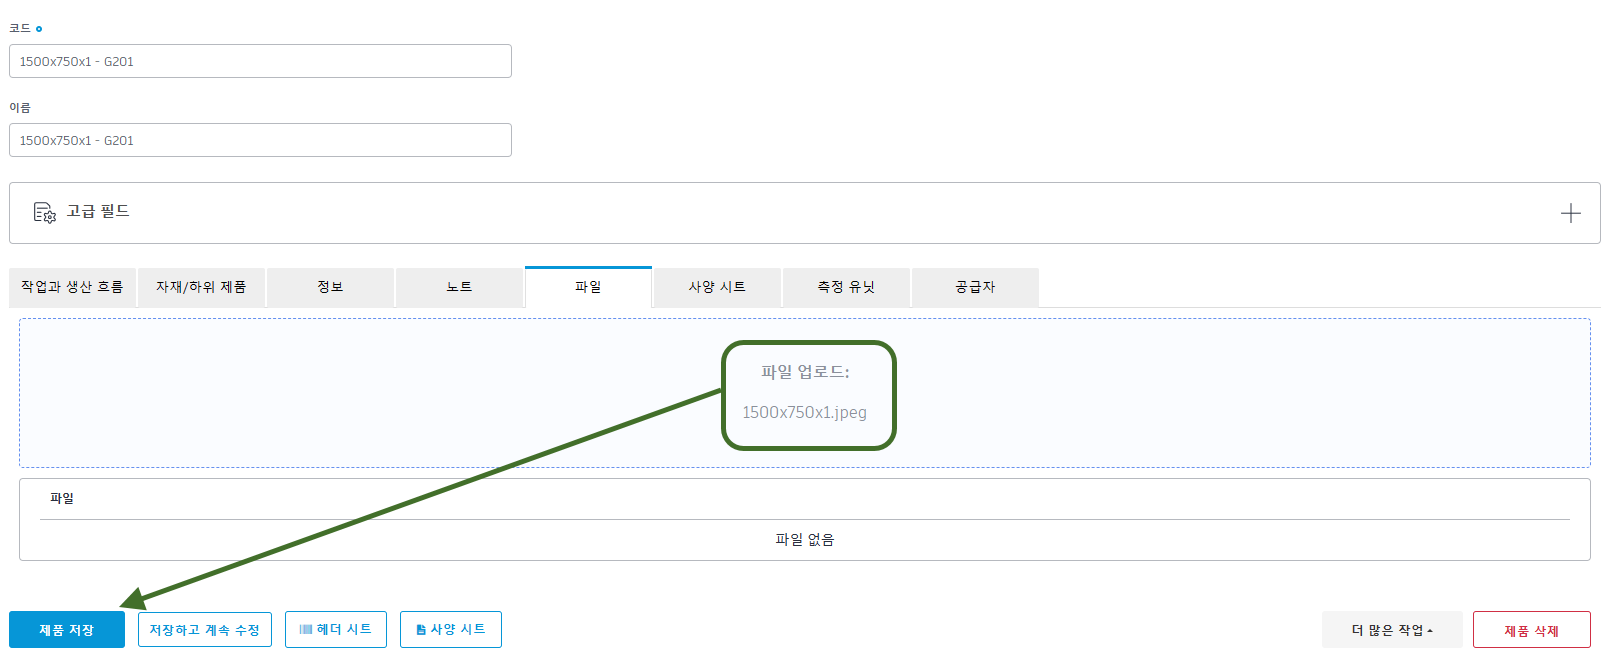 코드
1500x750x1 - G201
이름
1500x750x1 - G201
고급 필드
작업과 생산 흐름 자재/하위 제품 정보 노트 파일 사양 시트 측정 유닛 공급자
파일 업로드:
1500x750x1.jpeg
파일
파일 없음
제품 저장 저장하고 계속 수정 헤더 시트 사양 시트 더 많은 작업 제품 삭제